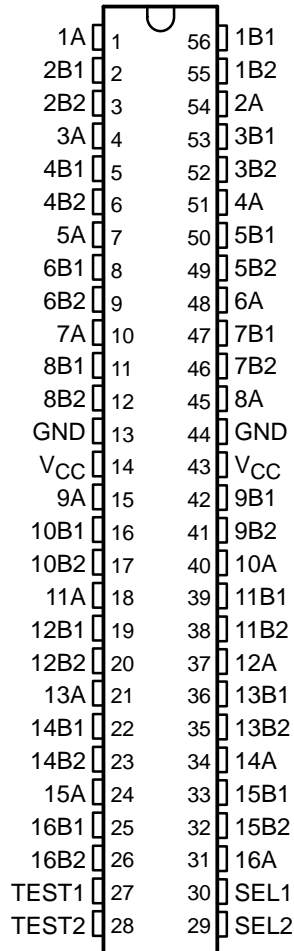 1A 1 56 1B1
2B1 2 55 1B2
2B2 3 54 2A
3A 4 53 3B1
4B1 5 52 3B2
4B2 6 51 4A
5A 7 50 5B1
6B1 8 49 5B2
6B2 9 48 6A
7A 10 47 7B1
8B1 11 46 7B2
8B2 12 45 8A
GND 13 44 GND
VCC 14 43 VCC
9A 15 42 9B1
10B1 16 41 9B2
10B2 17 40 10A
11A 18 39 11B1
12B1 19 38 11B2
12B2 20 37 12A
13A 21 36 13B1
14B1 22 35 13B2
14B2 23 34 14A
15A 24 33 15B1
16B1 25 32 15B2
16B2 26 31 16A
TEST1 27 30 SEL1
TEST2 28 29 SEL2